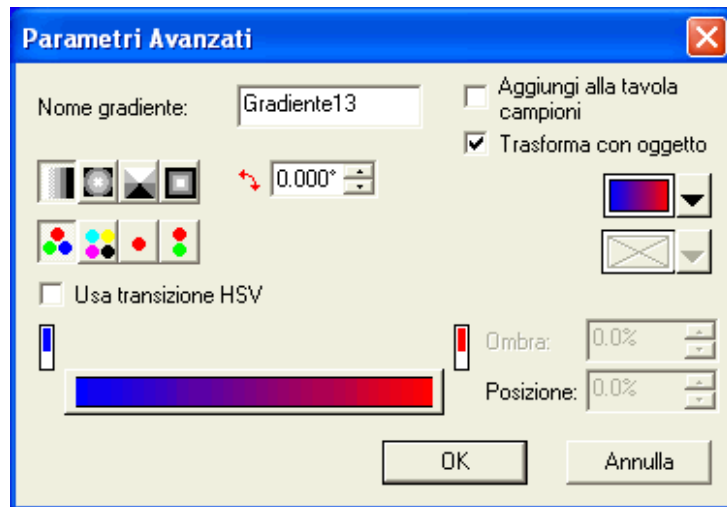 Parametri Avanzati
Nome gradiente:
Gradiente13
Aggiungi alla tavola
campioni
Trasforma con oggetto
0.000°
Usa transizione HSV
Ombra:
0.0%
Posizione:
0.0%
OK
Annulla